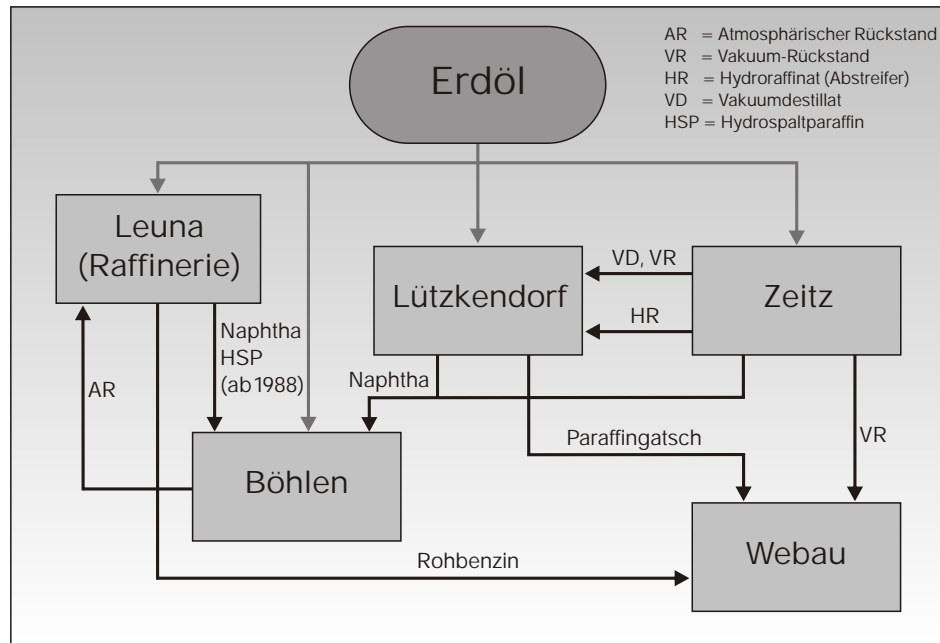 Erdöl
AR = Atmosphärischer Rückstand
VR = Vakuum-Rückstand
HR = Hydroraffinat (Abstreifer)
VD = Vakuumdestillat
HSP = Hydrospaltparaffin
Leuna
(Raffinerie)
Lützkendorf
VD, VR
HR
Zeitz
Naphtha
HSP
(ab 1988)
AR
Naphtha
Paraffingatsch
VR
Böhlen
Webau
Rohbenzin